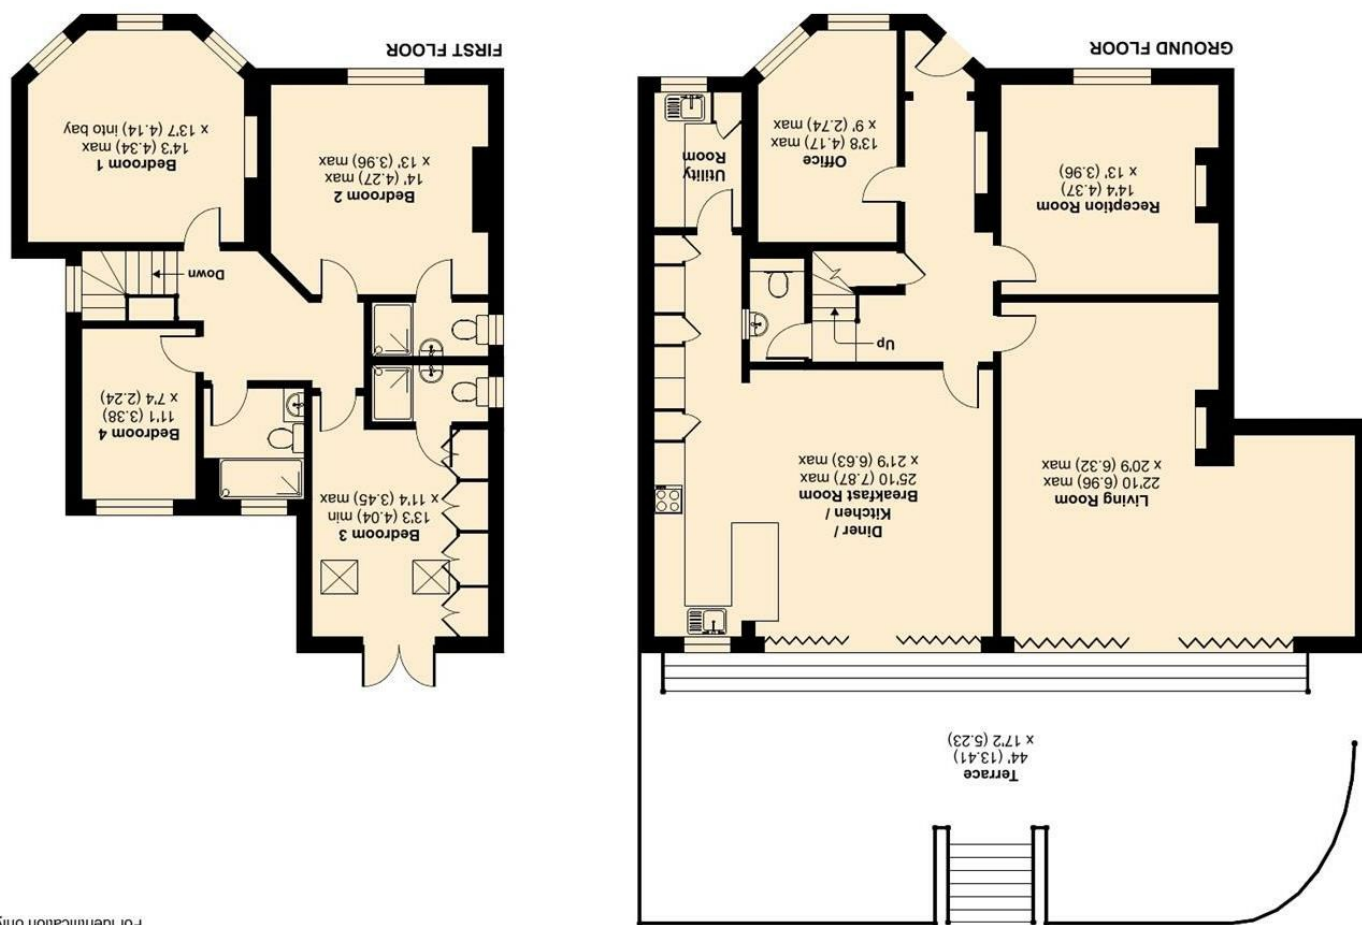 For identification only
Terrace
44' (13.41)
x 17'2 (5.23)
Living Room
22'10 (6.96) max
x 20'9 (6.32) max
Diner /
Kitchen /
Breakfast Room
25'10 (7.87) max
x 21'9 (6.63) max
Up
Reception Room
14'4 (4.37)
x 13' (3.96)
Office
13'8 (4.17) max
x 9' (2.74) max
Utility
Room
GROUND FLOOR
Bedroom 3
13'3 (4.04) min
x 11'4 (3.45) max
Bedroom 4
11'1 (3.38)
x 7'4 (2.24)
Down
Bedroom 2
14' (4.27) max
x 13' (3.96) max
Bedroom 1
14'3 (4.34) max
x 13'7 (4.14) into bay
FIRST FLOOR